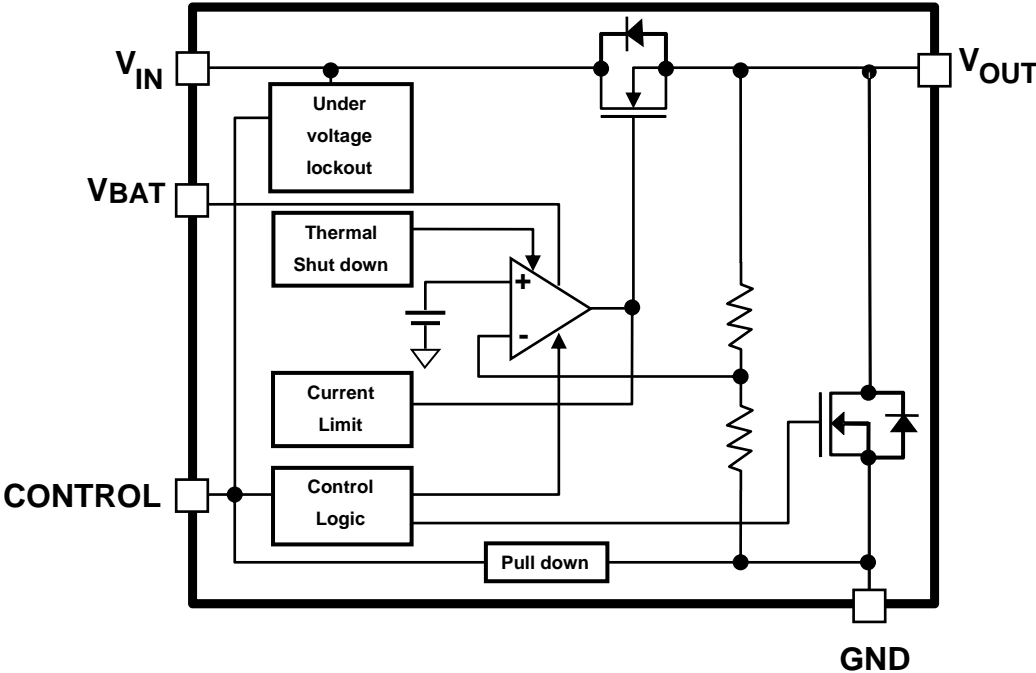 VIN
VOUT
Under
voltage
lockout
VBAT
Thermal
Shut down
+
-
Current
Limit
CONTROL
Control
Logic
Pull down
GND